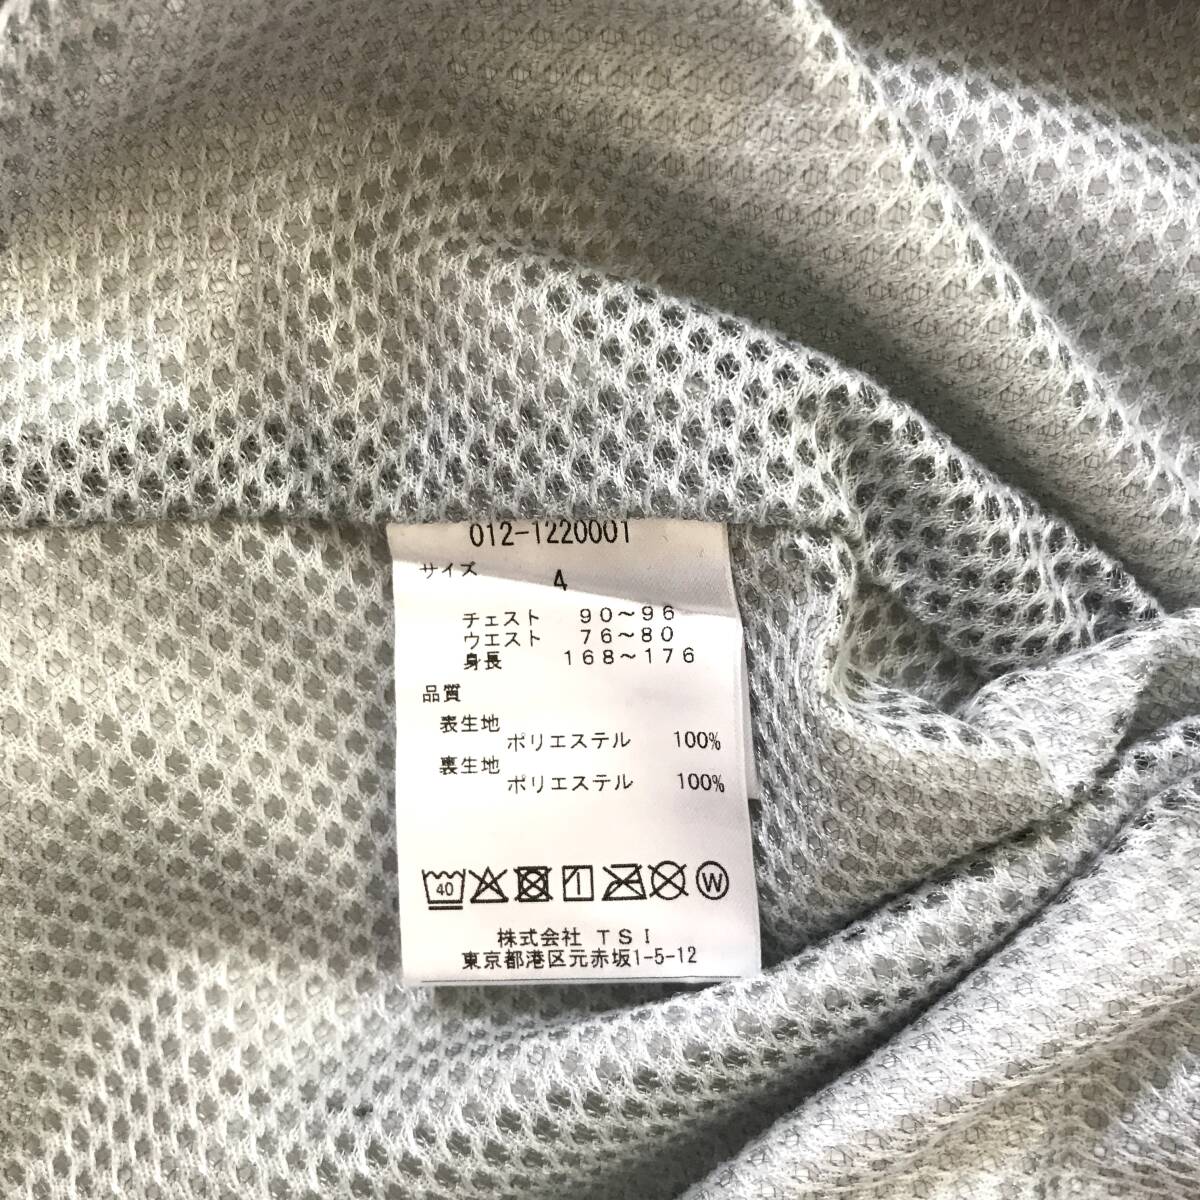 012-1220001
サイズ 4
チェスト 90～96
ウエスト 76～80
身長 168～176
品質
表生地
ポリエステル 100%
裏生地
ポリエステル 100%
40 W
株式会社 TSI
東京都港区元赤坂1-5-12